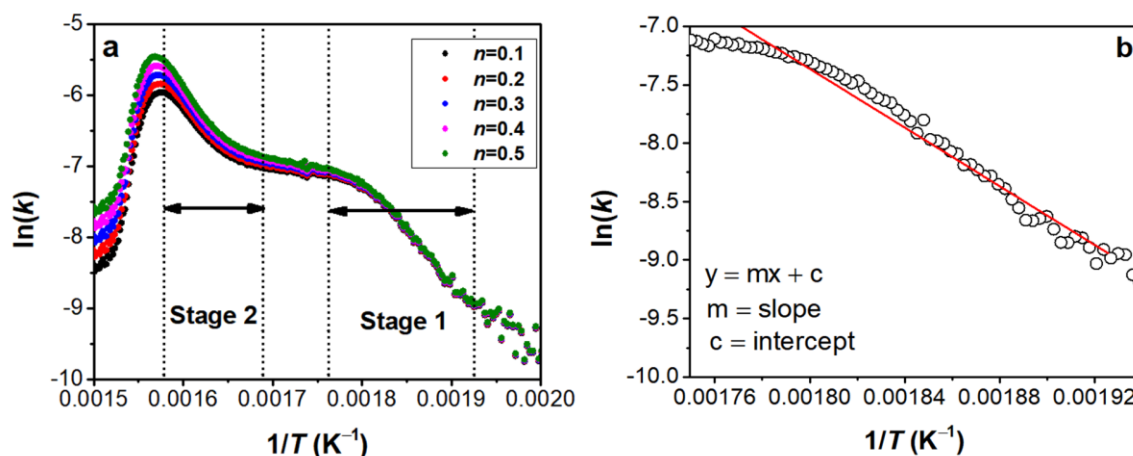 a
-5
-6
-7
-8
-9
-10
ln(k)
n=0.1
n=0.2
n=0.3
n=0.4
n=0.5
Stage 2
Stage 1
0.0015 0.0016 0.0017 0.0018 0.0019 0.0020
1/T (K⁻¹)
b
-7.0
-7.5
-8.0
-8.5
-9.0
-9.5
-10.0
ln(k)
y = mx + c
m = slope
c = intercept
0.00176 0.00180 0.00184 0.00188 0.00192
1/T (K⁻¹)